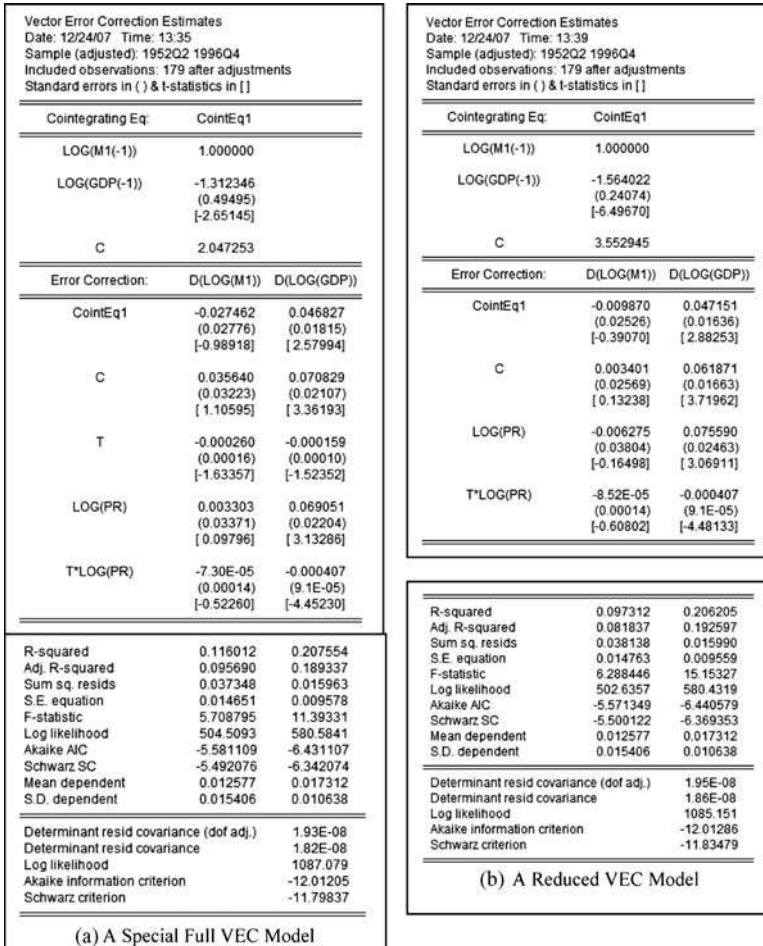 Vector Error Correction Estimates
Date: 12/24/07 Time: 13:35
Sample (adjusted): 1952Q2 1996Q4
Included observations: 179 after adjustments
Standard errors in ( ) & t-statistics in [ ]
Cointegrating Eq: CointEq1
LOG(M1(-1)) 1.000000
LOG(GDP(-1)) -1.312346
(0.49495)
[-2.65145]
C 2.047253
Error Correction: D(LOG(M1)) D(LOG(GDP))
CointEq1 -0.027462 0.046827
(0.02776) (0.01815)
[-0.98918] [ 2.57994]
C 0.035640 0.070829
(0.03223) (0.02107)
[ 1.10595] [ 3.36193]
T -0.000260 -0.000159
(0.00016) (0.00010)
[-1.63357] [-1.52352]
LOG(PR) 0.003303 0.069051
(0.03371) (0.02204)
[ 0.09796] [ 3.13286]
T*LOG(PR) -7.30E-05 -0.000407
(0.00014) (9.1E-05)
[-0.52260] [-4.45230]
R-squared 0.116012 0.207554
Adj. R-squared 0.095690 0.189337
Sum sq. resids 0.037348 0.015963
S.E. equation 0.014651 0.009578
F-statistic 5.708795 11.39331
Log likelihood 504.5093 580.5841
Akaike AIC -5.581109 -6.431107
Schwarz SC -5.492076 -6.342074
Mean dependent 0.012577 0.017312
S.D. dependent 0.015406 0.010638
Determinant resid covariance (dof adj.) 1.93E-08
Determinant resid covariance 1.82E-08
Log likelihood 1087.079
Akaike information criterion -12.01205
Schwarz criterion -11.79837
(a) A Special Full VEC Model
Vector Error Correction Estimates
Date: 12/24/07 Time: 13:39
Sample (adjusted): 1952Q2 1996Q4
Included observations: 179 after adjustments
Standard errors in ( ) & t-statistics in [ ]
Cointegrating Eq: CointEq1
LOG(M1(-1)) 1.000000
LOG(GDP(-1)) -1.564022
(0.24074)
[-6.49670]
C 3.552945
Error Correction: D(LOG(M1)) D(LOG(GDP))
CointEq1 -0.009870 0.047151
(0.02526) (0.01636)
[-0.39070] [ 2.88253]
C 0.003401 0.061871
(0.02569) (0.01663)
[ 0.13238] [ 3.71962]
LOG(PR) -0.006275 0.075590
(0.03804) (0.02463)
[-0.16498] [ 3.06911]
T*LOG(PR) -8.52E-05 -0.000407
(0.00014) (9.1E-05)
[-0.60802] [-4.48133]
R-squared 0.097312 0.206205
Adj. R-squared 0.081837 0.192597
Sum sq. resids 0.038138 0.015990
S.E. equation 0.014763 0.009559
F-statistic 6.288446 15.15327
Log likelihood 502.6357 580.4319
Akaike AIC -5.571349 -6.440579
Schwarz SC -5.500122 -6.369353
Mean dependent 0.012577 0.017312
S.D. dependent 0.015406 0.010638
Determinant resid covariance (dof adj.) 1.95E-08
Determinant resid covariance 1.86E-08
Log likelihood 1085.151
Akaike information criterion -12.01286
Schwarz criterion -11.83479
(b) A Reduced VEC Model